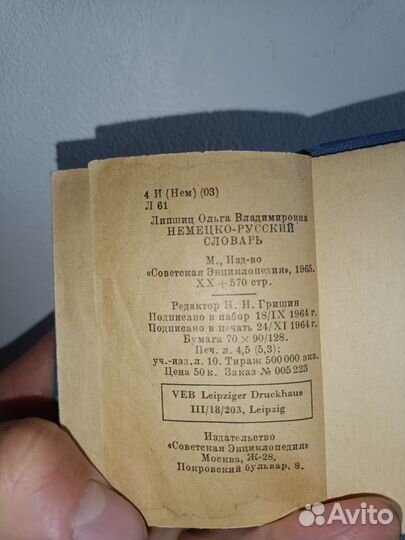 4 И (Нем) (03)
Л 61
Липшиц Ольга Владимировна
НЕМЕЦКО-РУССКИЙ
СЛОВАРЬ
М., Изд-во
«Советская Энциклопедия», 1965.
XX+570 стр.
Редактор Н. Н. Гришин
Подписано в набор 18/IX 1964 г.
Подписано в печать 24/XI 1964 г.
Бумага 70 × 90/128.
Печ. л. 4,5 (5,3);
уч.-изд. л. 10. Тираж 500 000 экз.
Цена 50 к. Заказ № 005 223
VEB Leipziger Druckhaus
III/18/203, Leipzig
Издательство
«Советская Энциклопедия»
Москва, Ж-28,
Покровский бульвар, 8.
Avito